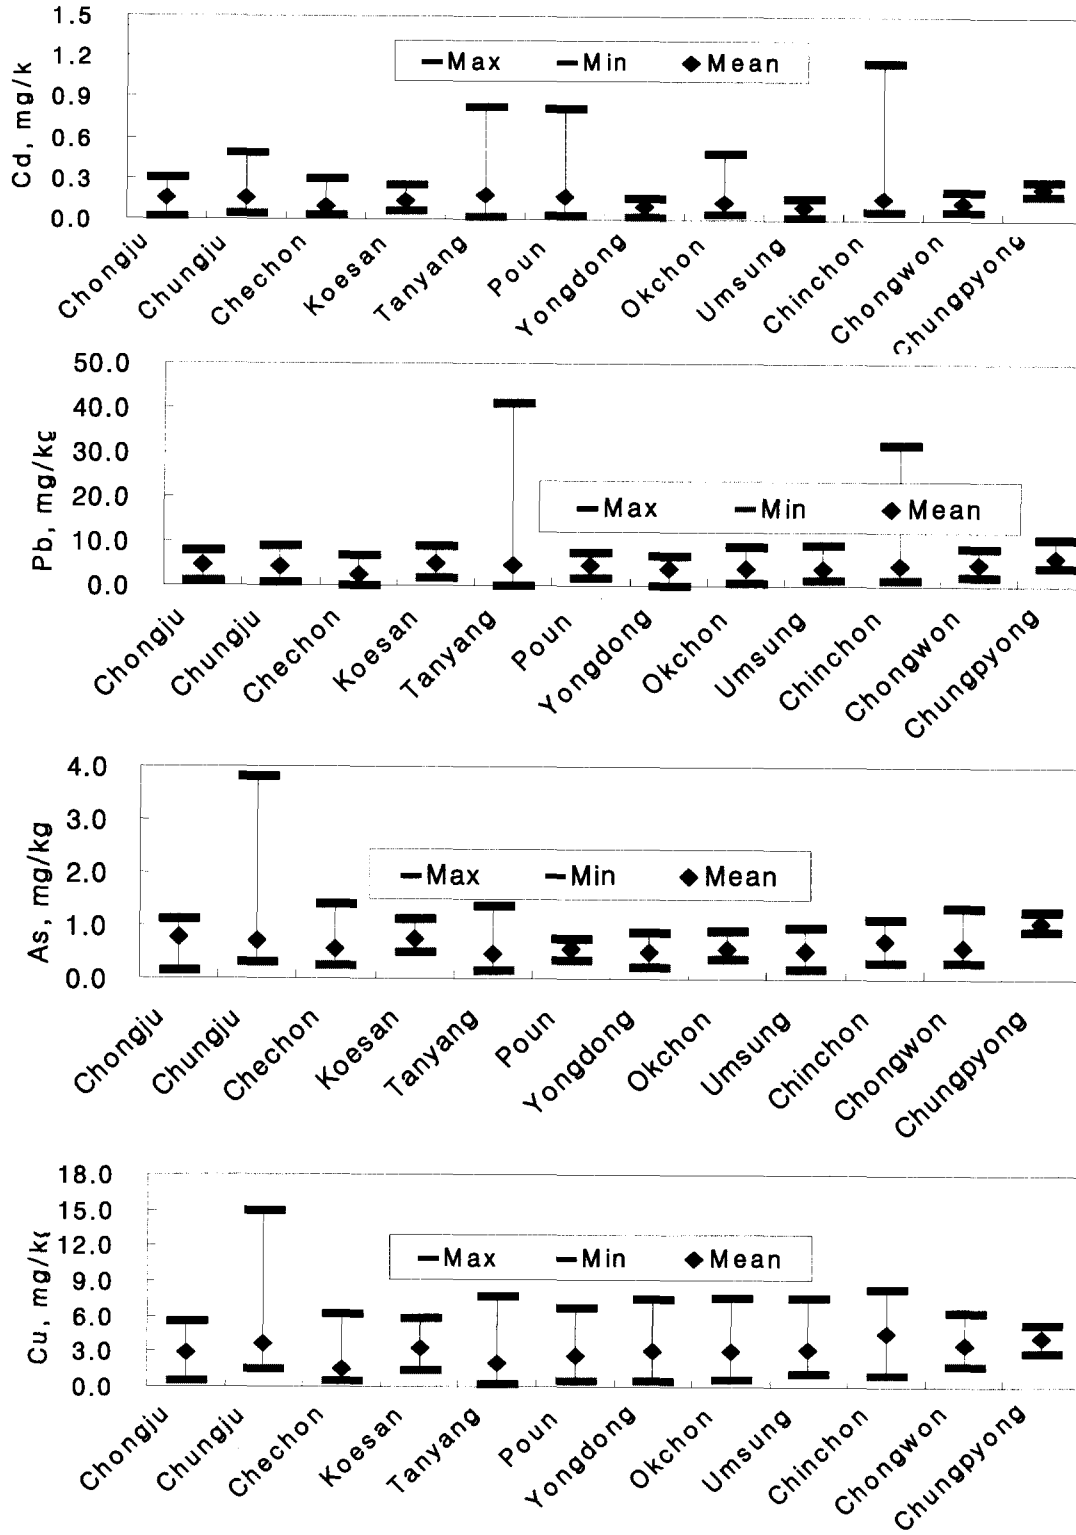 1.5
1.2
0.9
0.6
0.3
0.0
Cd, mg/k
Max Min Mean
Chongju
Chungju
Chechon
Koesan
Tanyang
Poun
Yongdong
Okchon
Umsung
Chinchon
Chongwon
Chungpyong
50.0
40.0
30.0
20.0
10.0
0.0
Pb, mg/kg
Max Min Mean
Chongju
Chungju
Chechon
Koesan
Tanyang
Poun
Yongdong
Okchon
Umsung
Chinchon
Chongwon
Chungpyong
4.0
3.0
2.0
1.0
0.0
As, mg/kg
Max Min Mean
Chongju
Chungju
Chechon
Koesan
Tanyang
Poun
Yongdong
Okchon
Umsung
Chinchon
Chongwon
Chungpyong
18.0
15.0
12.0
9.0
6.0
3.0
0.0
Cu, mg/kg
Max Min Mean
Chongju
Chungju
Chechon
Koesan
Tanyang
Poun
Yongdong
Okchon
Umsung
Chinchon
Chongwon
Chungpyong